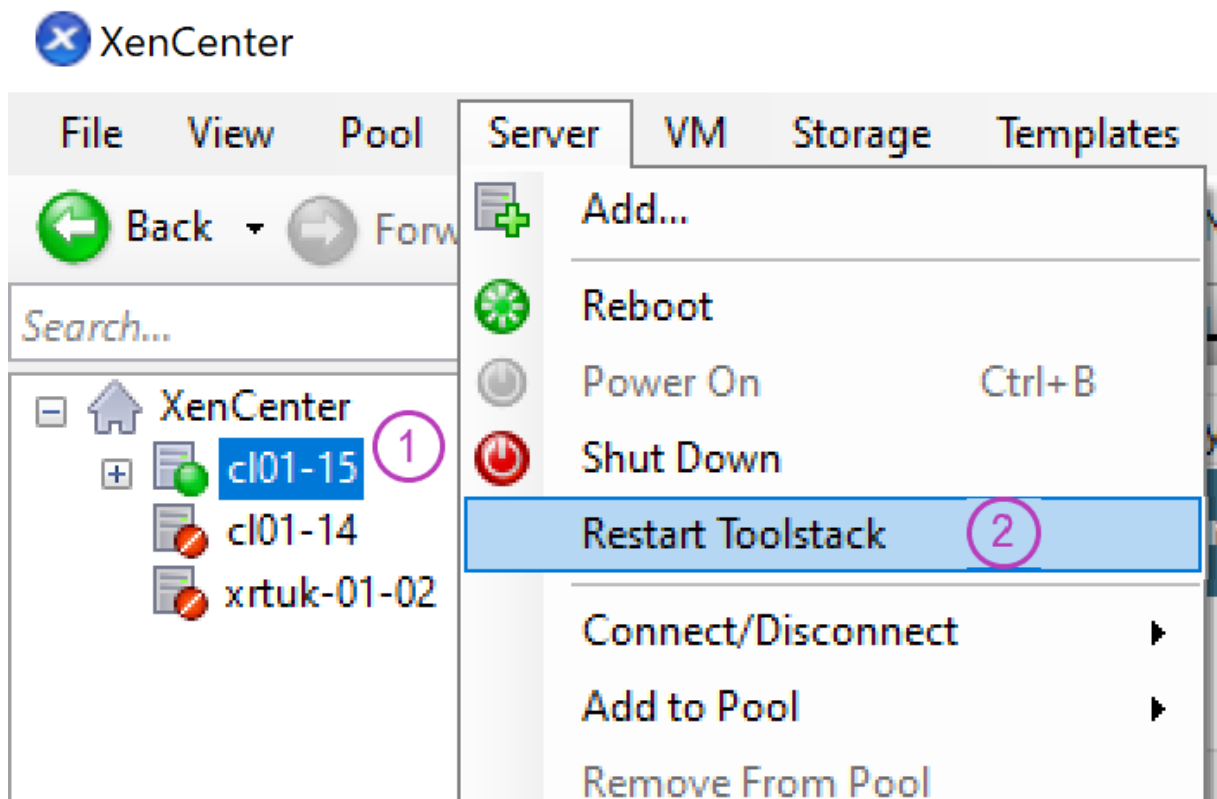 XenCenter
File View Pool Server VM Storage Templates
Back Forw
Search...
XenCenter
cl01-15 1
cl01-14
xrtuk-01-02
Add...
Reboot
Power On Ctrl+B
Shut Down
Restart Toolstack 2
Connect/Disconnect
Add to Pool
Remove From Pool